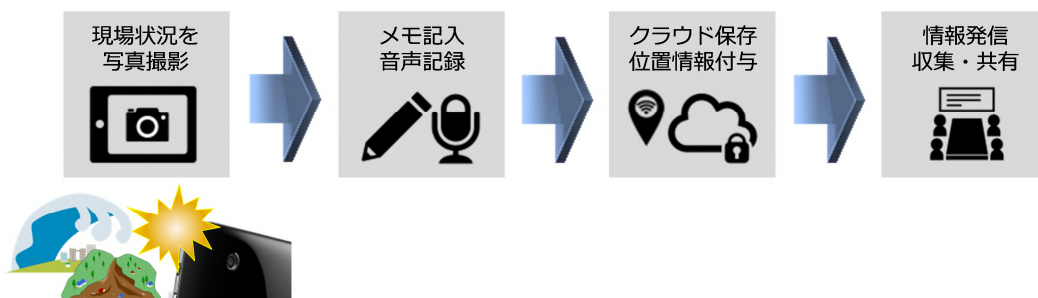 現場状況を
写真撮影
メモ記入
音声記録
クラウド保存
位置情報付与
情報発信
収集・共有